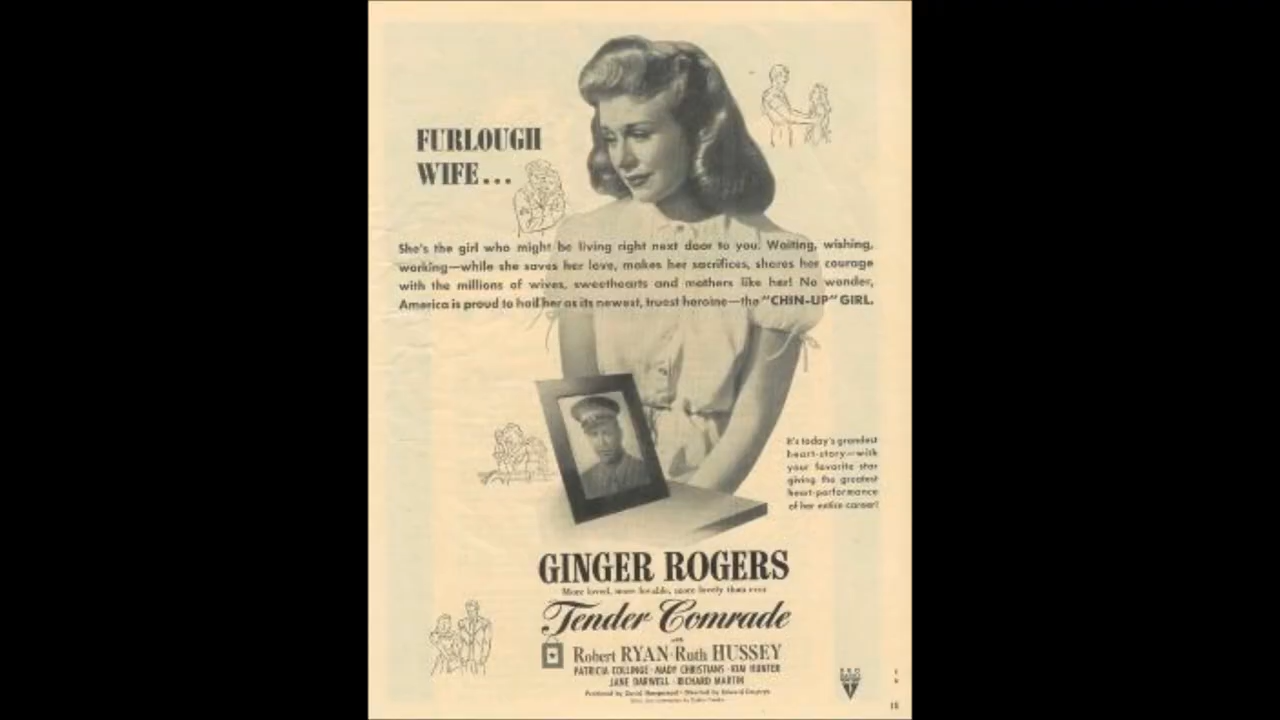 FURLOUGH
WIFE...
She's the girl who might be living right next door to you. Waiting, wishing,
working—while she saves her love, makes her sacrifices, shares her courage
with the millions of wives, sweethearts and mothers like her! No wonder,
America is proud to hail her as its newest, truest heroine—the "CHIN-UP" GIRL.
It's today's grandest
heart-story—with
your favorite star
giving the greatest
heart-performance
of her entire career!
GINGER ROGERS
More loved, more lovable, more lovely than ever
Tender Comrade
with
Robert RYAN · Ruth HUSSEY
PATRICIA COLLINGE · MADY CHRISTIANS · KIM HUNTER
JANE DARWELL · RICHARD MARTIN
Produced by David Hempstead · Directed by Edward Dmytryk
RKO
RADIO
18